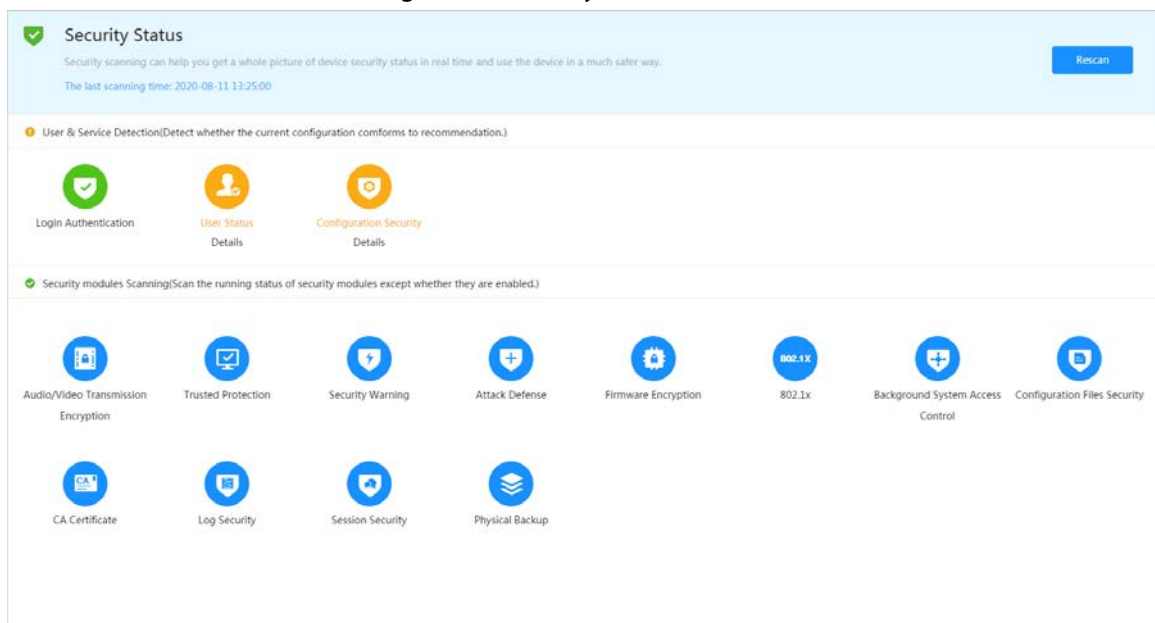 Security Status
Security scanning can help you get a whole picture of device security status in real time and use the device in a much safer way.
Rescan
The last scanning time: 2020-08-11 13:25:00
User & Service Detection(Detect whether the current configuration comforms to recommendation.)
Login Authentication
User Status
Configuration Security
Details
Details
Security modules Scanning(Scan the running status of security modules except whether they are enabled.)
802.1X
Audio/Video Transmission
Encryption
Trusted Protection
Security Warning
Attack Defense
Firmware Encryption
802.1x
Background System Access
Control
Configuration Files Security
CA
CA Certificate
Log Security
Session Security
Physical Backup